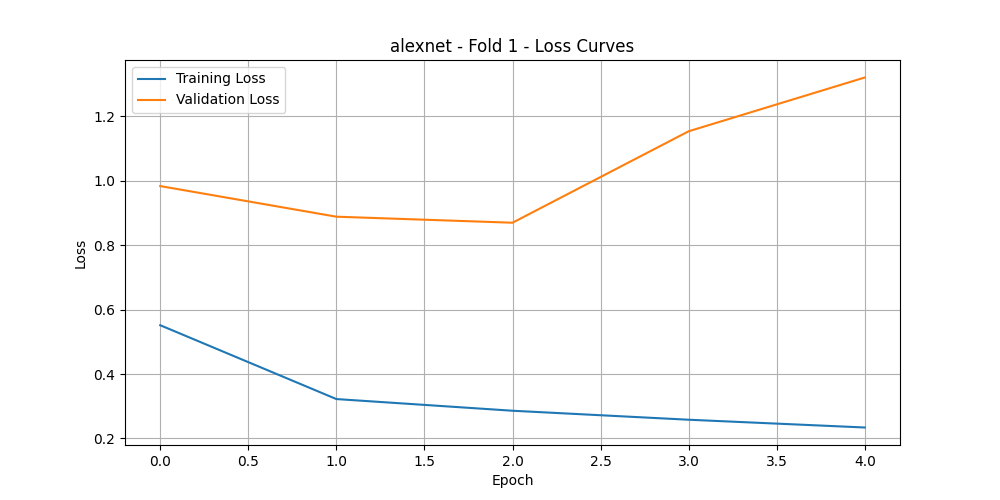 alexnet - Fold 1 - Loss Curves
Training Loss
Validation Loss
1.2
1.0
0.8
0.6
0.4
0.2
Loss
0.0 0.5 1.0 1.5 2.0 2.5 3.0 3.5 4.0
Epoch